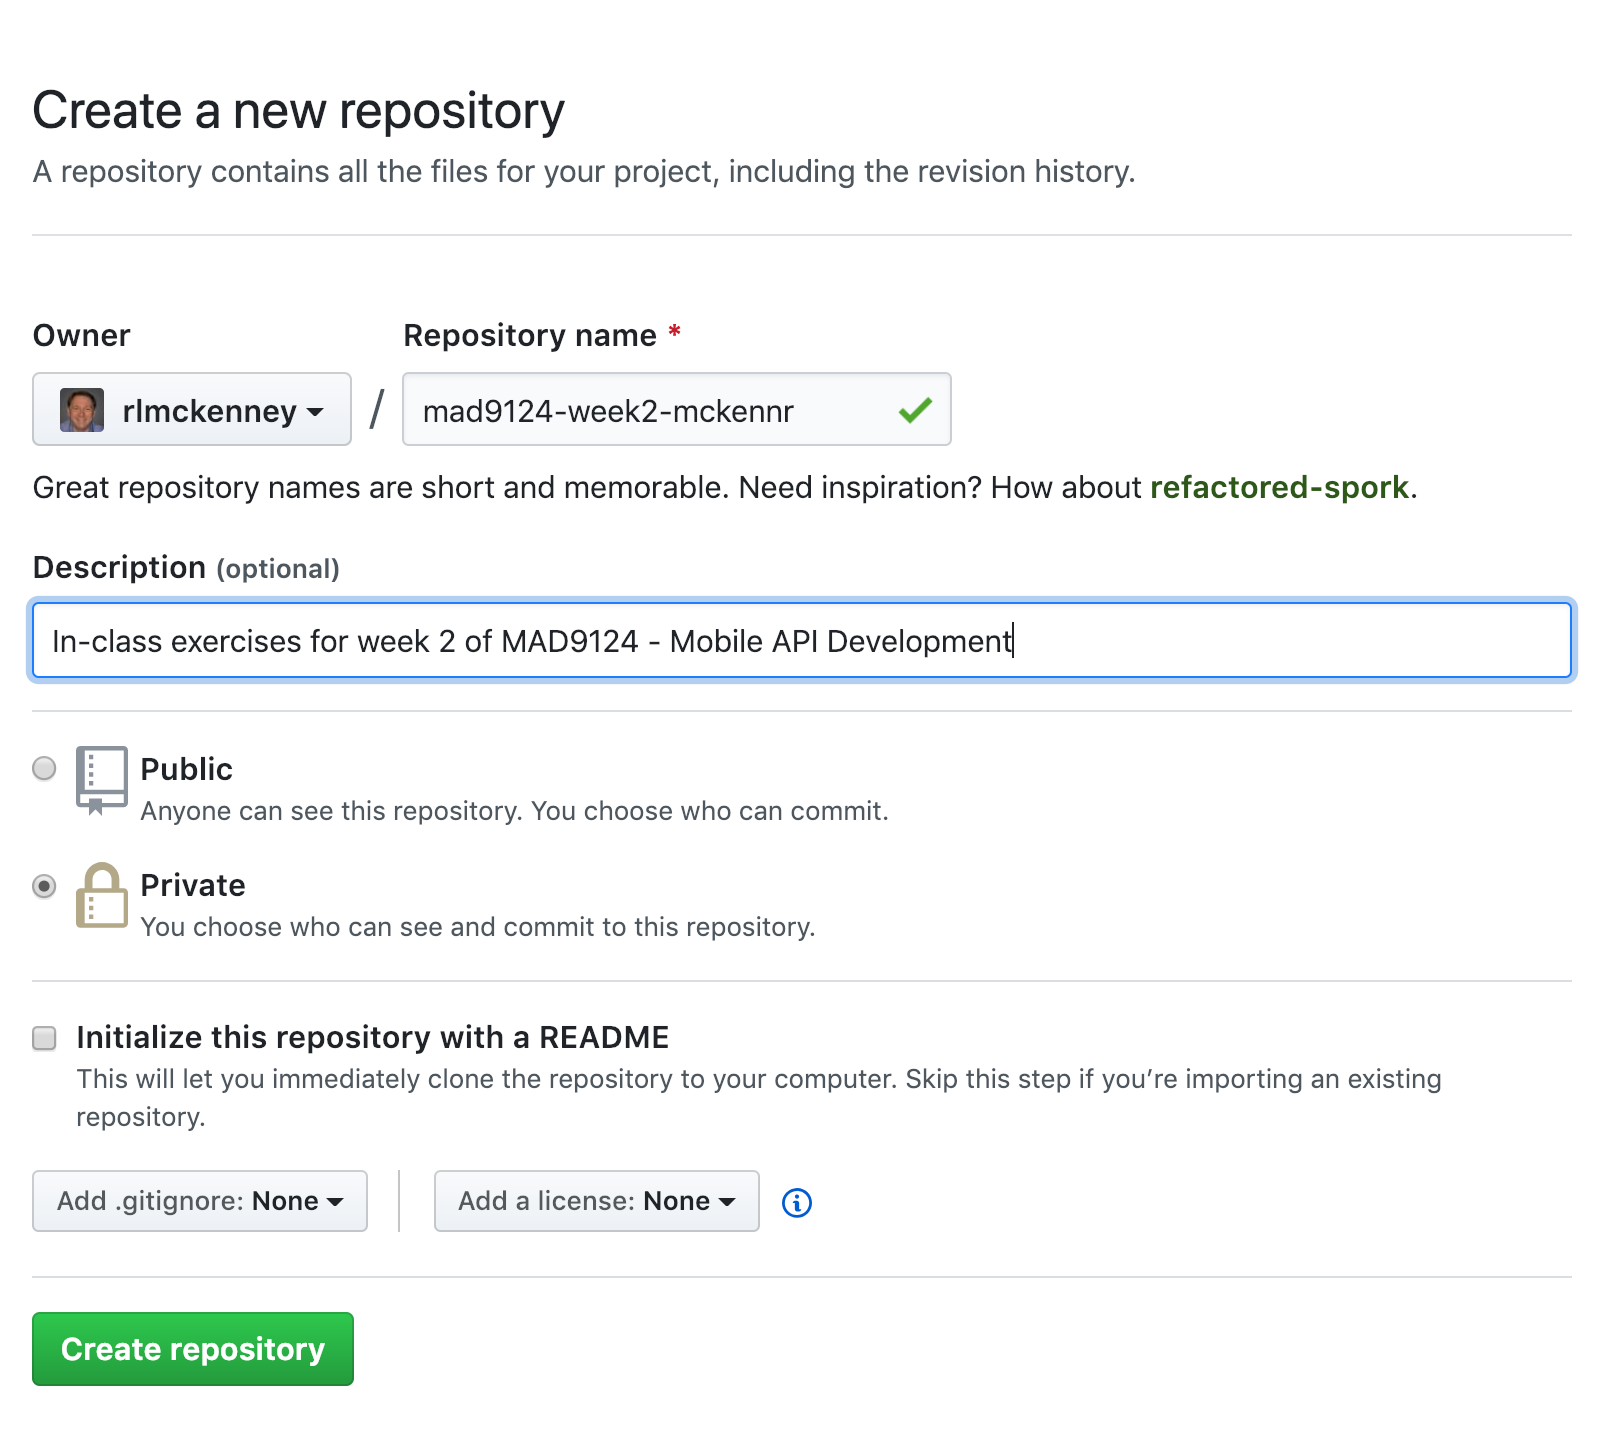 Create a new repository
A repository contains all the files for your project, including the revision history.
Owner
Repository name *
rlmckenney
/
mad9124-week2-mckennr
Great repository names are short and memorable. Need inspiration? How about refactored-spork.
Description (optional)
In-class exercises for week 2 of MAD9124 - Mobile API Development
Public
Anyone can see this repository. You choose who can commit.
Private
You choose who can see and commit to this repository.
Initialize this repository with a README
This will let you immediately clone the repository to your computer. Skip this step if you’re importing an existing
repository.
Add .gitignore: None
Add a license: None
Create repository